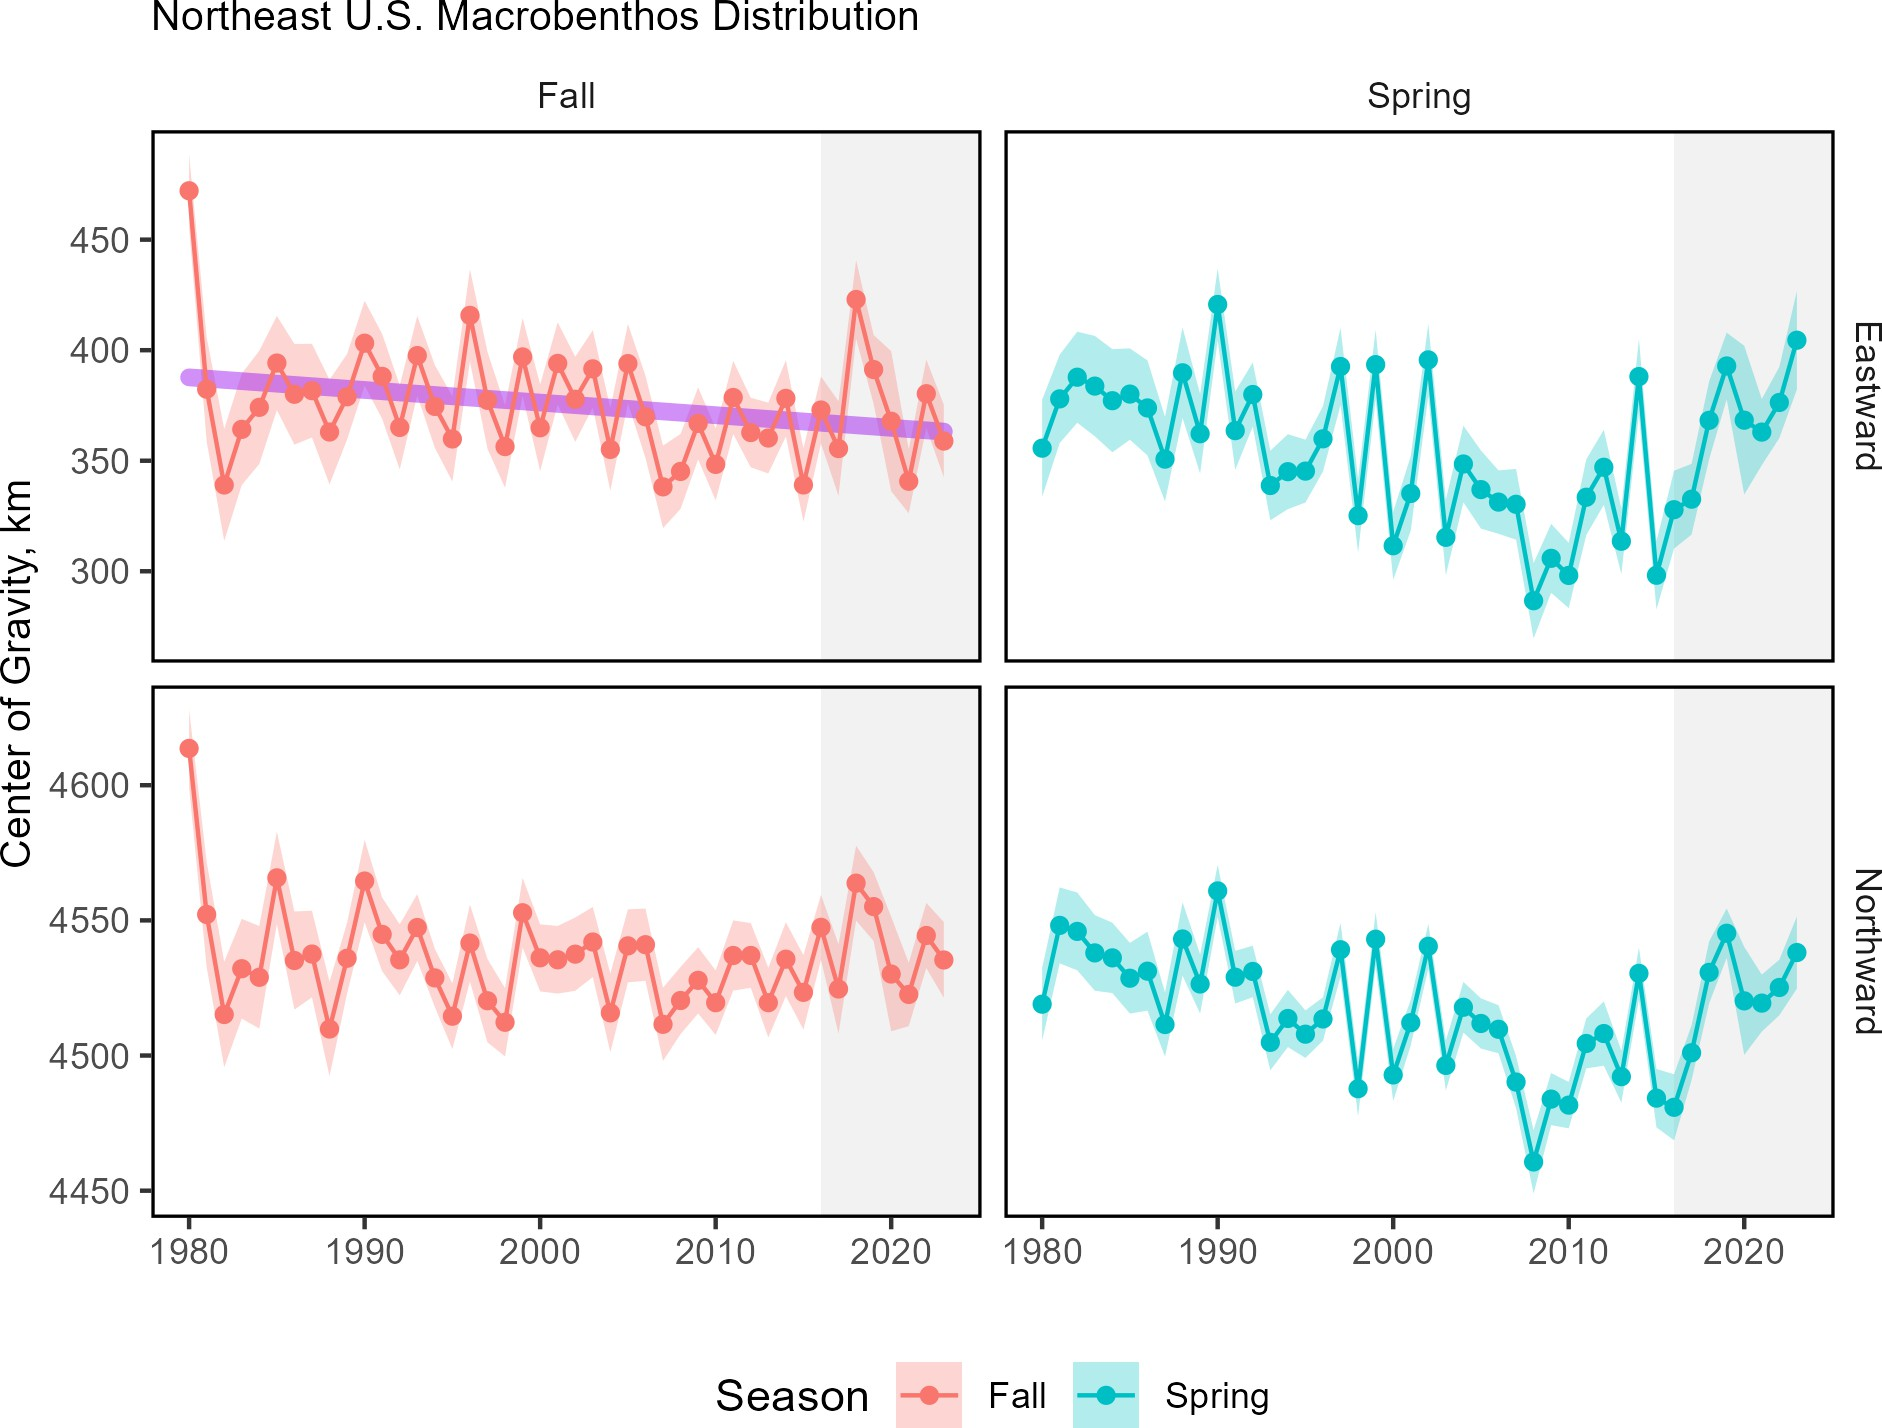 Northeast U.S. Macrobenthos Distribution
Fall
Spring
Center of Gravity, km
450
400
350
300
Eastward
4600
4550
4500
4450
Northward
1980
1990
2000
2010
2020
1980
1990
2000
2010
2020
Season
Fall
Spring